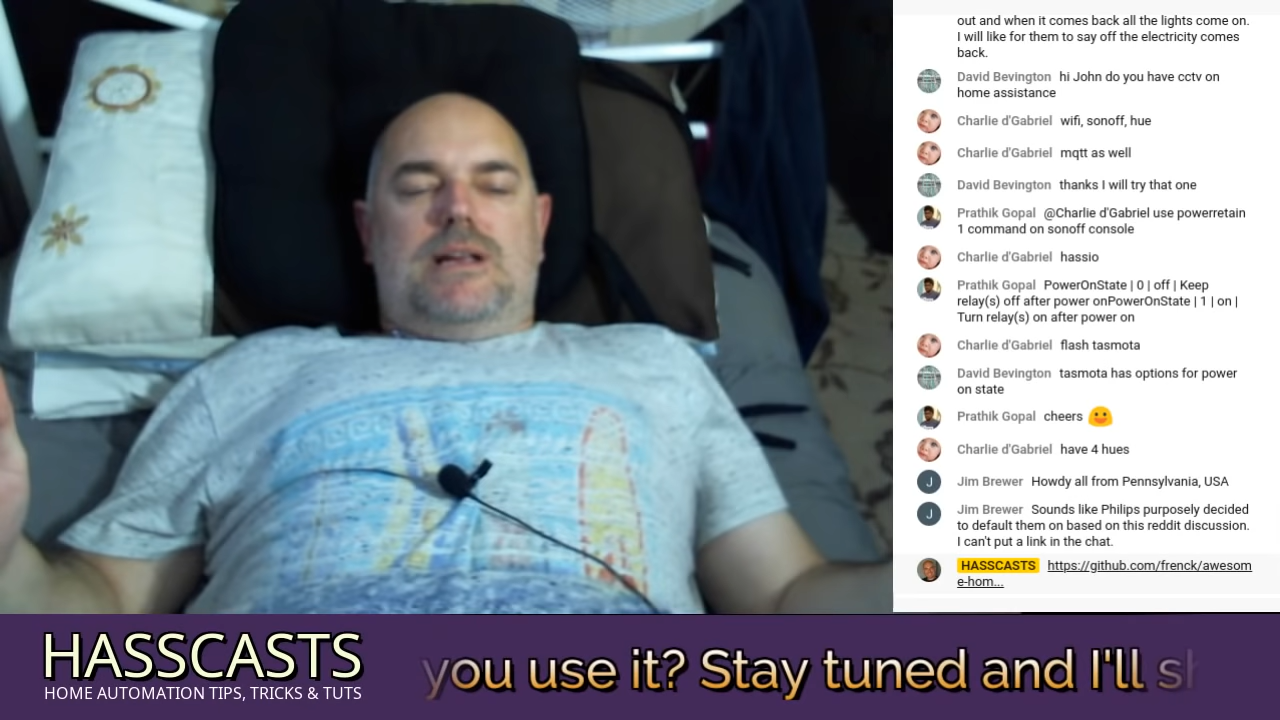 out and when it comes back all the lights come on.
I will like for them to say off the electricity comes
back.
David Bevington hi John do you have cctv on
home assistance
Charlie d'Gabriel wifi, sonoff, hue
Charlie d'Gabriel mqtt as well
David Bevington thanks I will try that one
Prathik Gopal @Charlie d'Gabriel use powerretain
1 command on sonoff console
Charlie d'Gabriel hassio
Prathik Gopal PowerOnState | 0 | off | Keep
relay(s) off after power onPowerOnState | 1 | on |
Turn relay(s) on after power on
Charlie d'Gabriel flash tasmota
David Bevington tasmota has options for power
on state
Prathik Gopal cheers
Charlie d'Gabriel have 4 hues
J Jim Brewer Howdy all from Pennsylvania, USA
J Jim Brewer Sounds like Philips purposely decided
to default them on based on this reddit discussion.
I can't put a link in the chat.
HASSCASTS https://github.com/frenck/awesom
e-hom...
HASSCASTS
HOME AUTOMATION TIPS, TRICKS & TUTS
you use it? Stay tuned and I'll sh